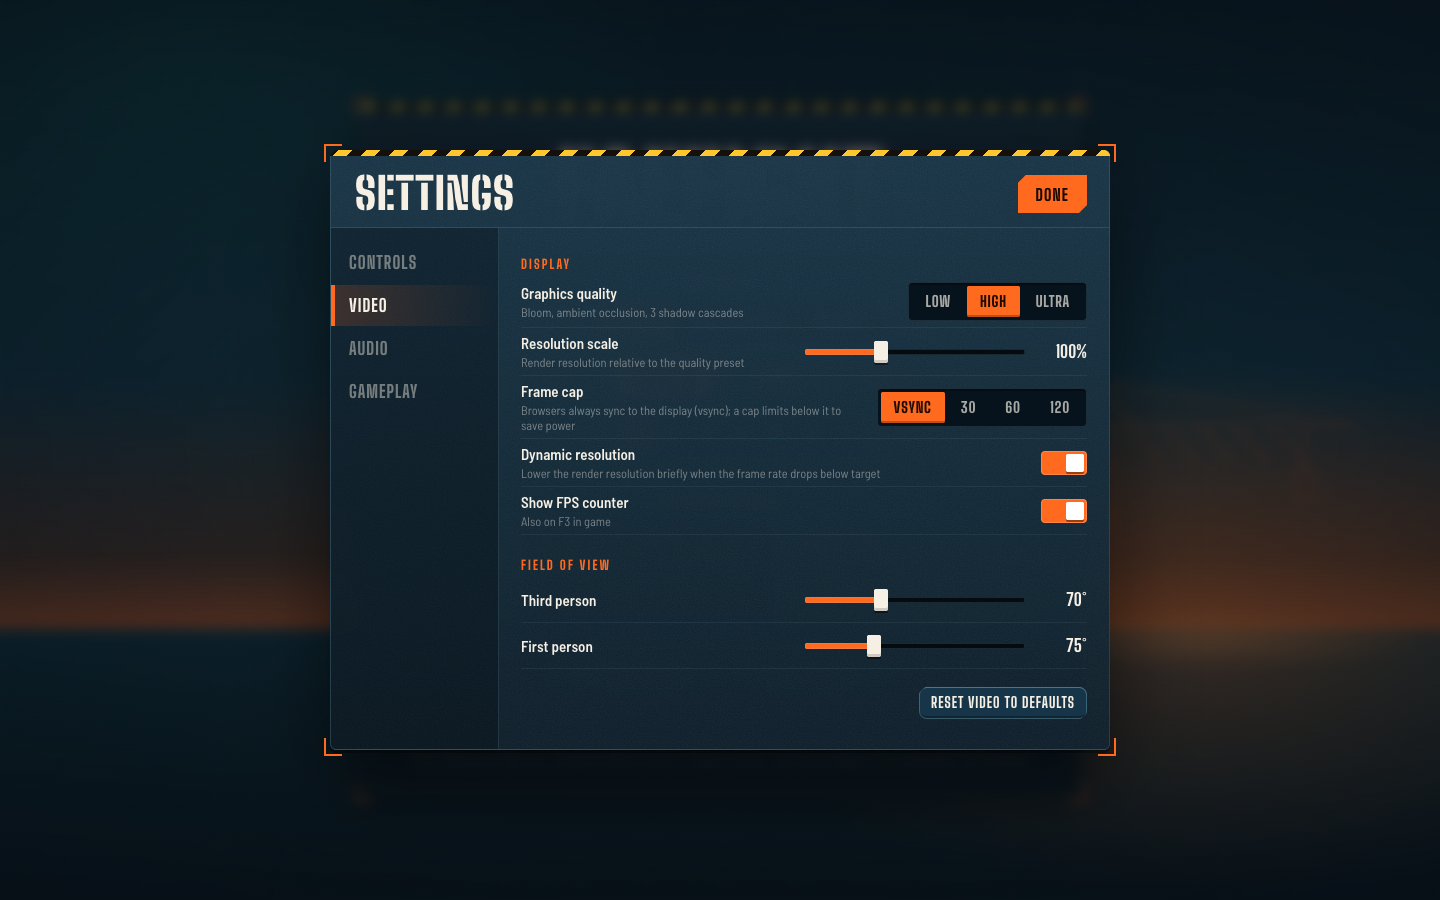 SETTINGS
DONE
CONTROLS
VIDEO
AUDIO
GAMEPLAY
DISPLAY
Graphics quality
Bloom, ambient occlusion, 3 shadow cascades
LOW HIGH ULTRA
Resolution scale
Render resolution relative to the quality preset
100%
Frame cap
Browsers always sync to the display (vsync); a cap limits below it to
save power
VSYNC 30 60 120
Dynamic resolution
Lower the render resolution briefly when the frame rate drops below target
Show FPS counter
Also on F3 in game
FIELD OF VIEW
Third person
70°
First person
75°
RESET VIDEO TO DEFAULTS